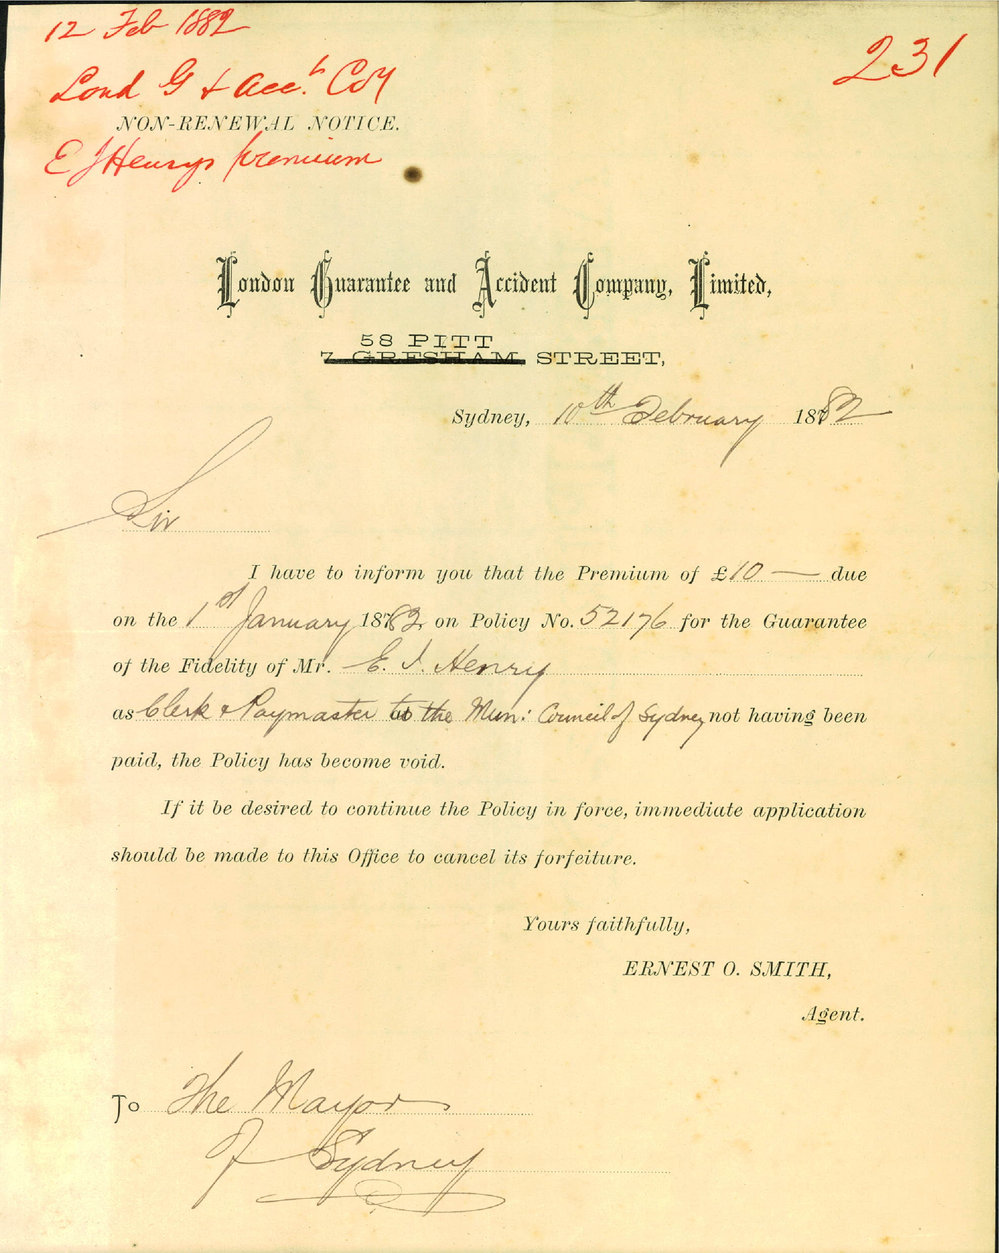 12 Feb 1882
231
Lond G & Acct Coy
NON-RENEWAL NOTICE.
E J Henrys premium
London Guarantee and Accident Company, Limited,
58 PITT
7 GRESHAM STREET,
Sydney, 10th February 1882
Sir
I have to inform you that the Premium of £10 — due
on the 1st January 1882 on Policy No. 52176 for the Guarantee
of the Fidelity of Mr. E. J. Henry
as Clerk & Paymaster to the Mun: Council of Sydney not having been
paid, the Policy has become void.
If it be desired to continue the Policy in force, immediate application
should be made to this Office to cancel its forfeiture.
Yours faithfully,
ERNEST O. SMITH,
Agent.
To The Mayor
of Sydney